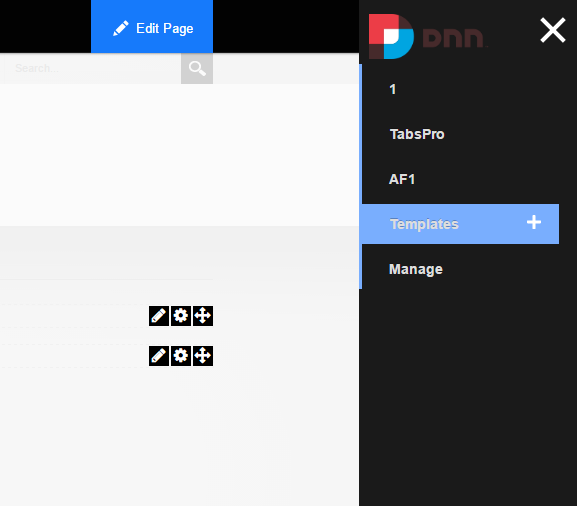 Edit Page
Search...
DNN
1
TabsPro
AF1
Templates
Manage